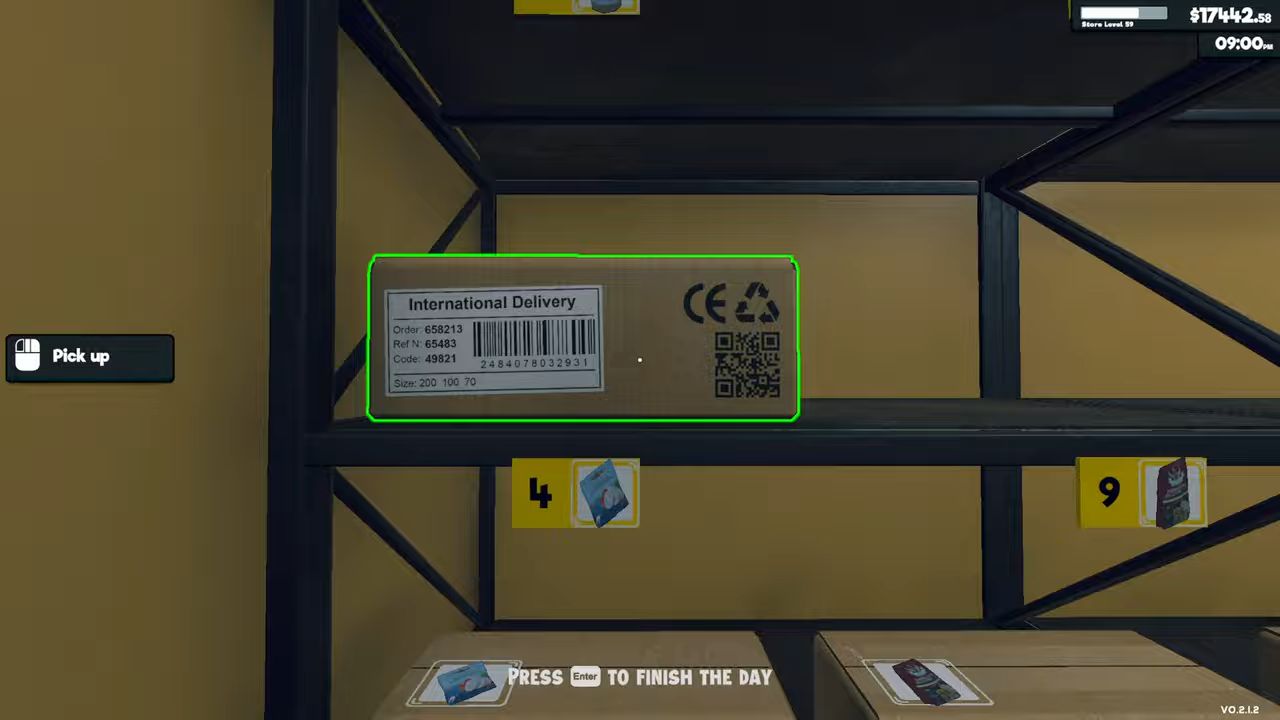 $17442.58
Store Level 59
09:00PM
International Delivery
Order: 658213
Ref N: 65483
Code: 49821
2484078032931
Size: 200 100 70
CE
Pick up
4
9
PRESS Enter TO FINISH THE DAY
V0.2.1.2